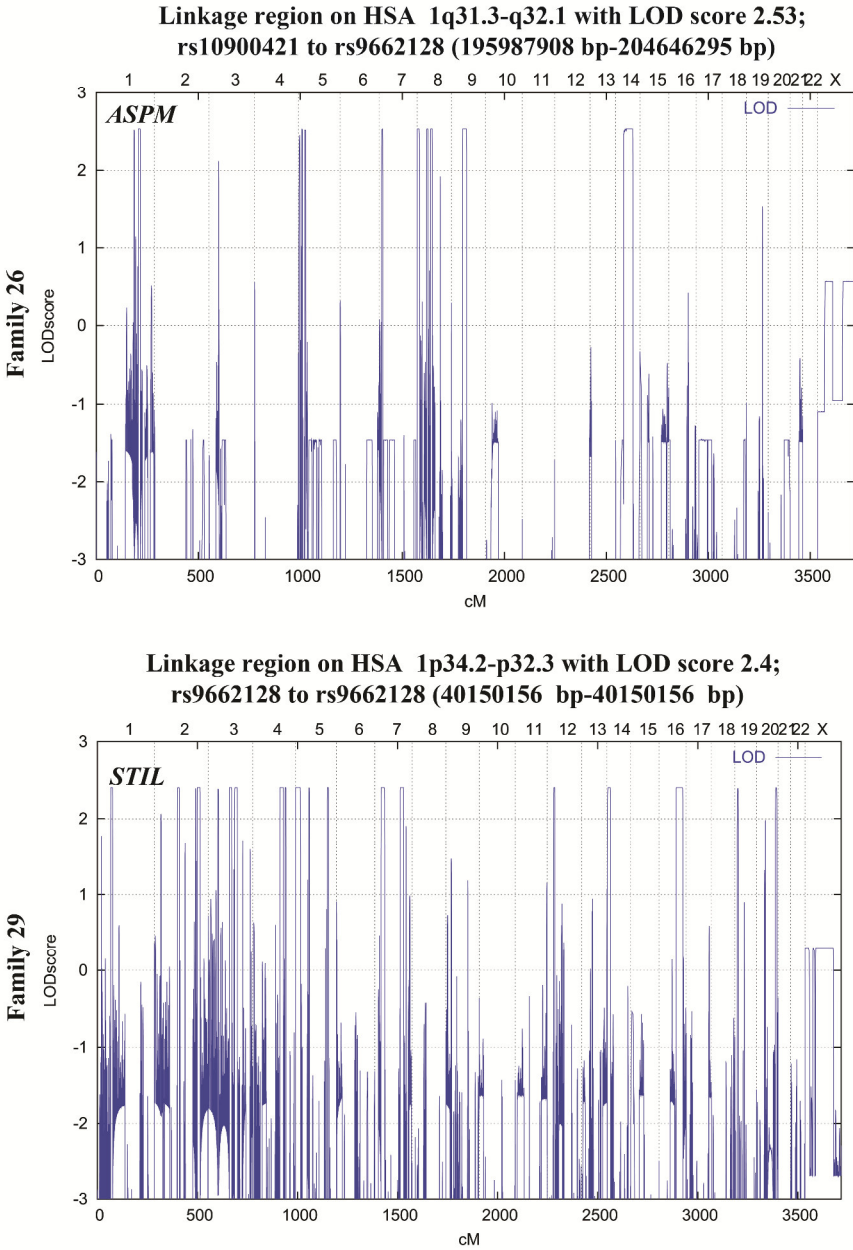 Linkage region on HSA 1q31.3-q32.1 with LOD score 2.53;
rs10900421 to rs9662128 (195987908 bp-204646295 bp)
1 2 3 4 5 6 7 8 9 10 11 12 13 14 15 16 17 18 19 20 21 22 X
ASPM
LOD
Family 26
LODscore
3
2
1
0
-1
-2
-3
0 500 1000 1500 2000 2500 3000 3500
cM
Linkage region on HSA 1p34.2-p32.3 with LOD score 2.4;
rs9662128 to rs9662128 (40150156 bp-40150156 bp)
1 2 3 4 5 6 7 8 9 10 11 12 13 14 15 16 17 18 19 20 21 22 X
STIL
LOD
Family 29
LODscore
3
2
1
0
-1
-2
-3
0 500 1000 1500 2000 2500 3000 3500
cM